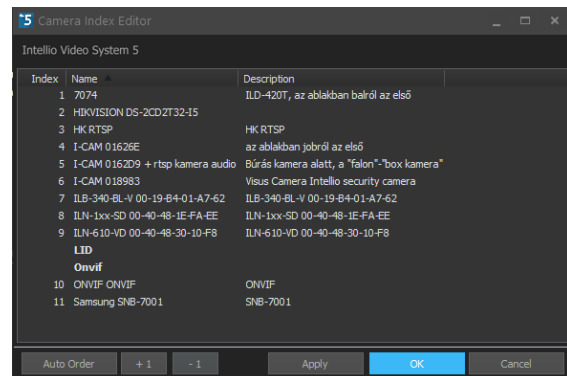 5 Camera Index Editor
Intellio Video System 5
Index Name Description
1 7074 ILD-420T, az ablakban balról az első
2 HIKVISION DS-2CD2T32-I5
3 HK RTSP HK RTSP
4 I-CAM 01626E az ablakban jobról az első
5 I-CAM 0162D9 + rtsp kamera audio Búrás kamera alatt, a "falon"-"box kamera"
6 I-CAM 018983 Visus Camera Intellio security camera
7 ILB-340-BL-V 00-19-B4-01-A7-62 ILB-340-BL-V 00-19-B4-01-A7-62
8 ILN-1xx-SD 00-40-48-1E-FA-EE ILN-1xx-SD 00-40-48-1E-FA-EE
9 ILN-610-VD 00-40-48-30-10-F8 ILN-610-VD 00-40-48-30-10-F8
LID
Onvif
10 ONVIF ONVIF ONVIF
11 Samsung SNB-7001 SNB-7001
Auto Order + 1 - 1 Apply OK Cancel